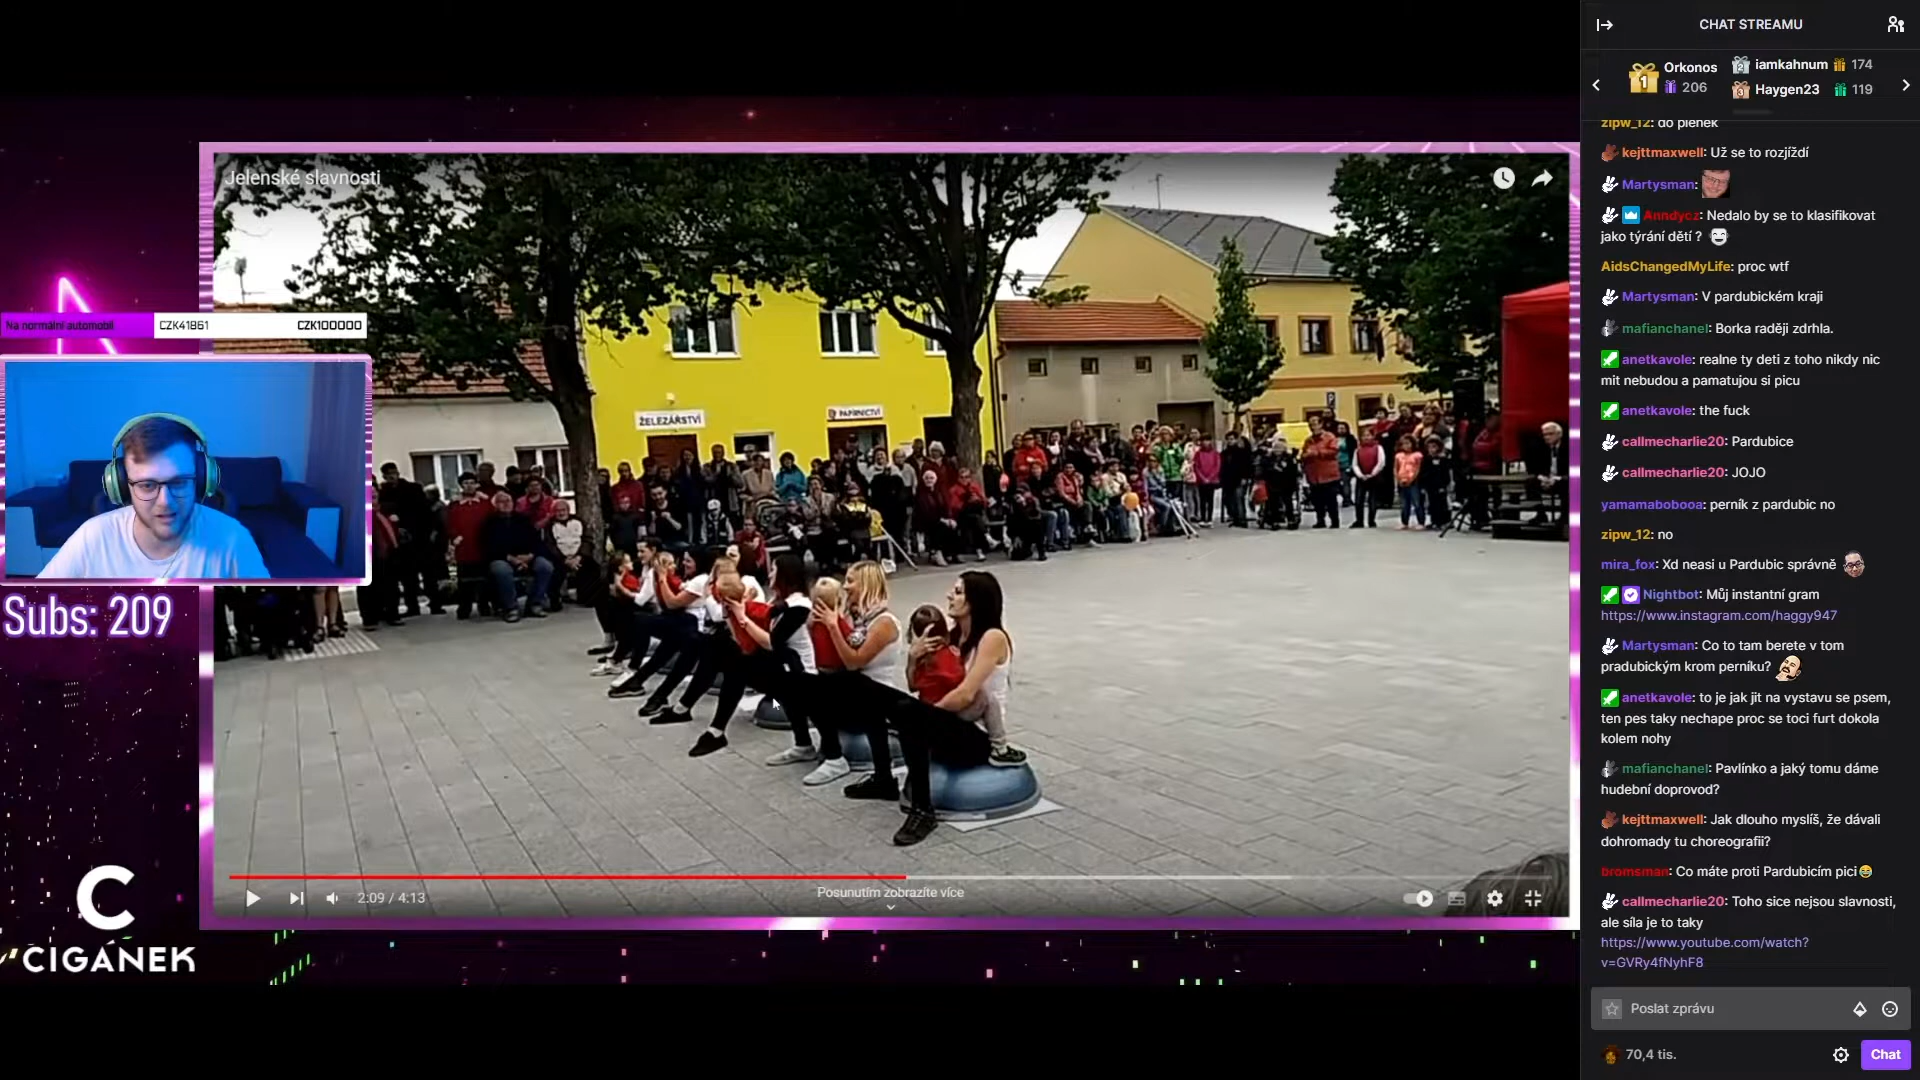 Jelenské slavnosti
ŽELEZÁŘSTVÍ
PAPÍRNICTVÍ
Na normální automobil
CZK41861
CZK100000
Subs: 209
C
CIGÁNEK
2:09 / 4:13
Posunutím zobrazíte více
CHAT STREAMU
1 Orkonos
206
2 iamkahnum 174
3 Haygen23 119
zipw_12: do plenek
kejttmaxwell: Už se to rozjíždí
Martysman:
Anndycz: Nedalo by se to klasifikovat
jako týrání dětí ?
AidsChangedMyLife: proc wtf
Martysman: V pardubickém kraji
mafianchanel: Borka raději zdrhla.
anetkavole: realne ty deti z toho nikdy nic
mit nebudou a pamatujou si picu
anetkavole: the fuck
callmecharlie20: Pardubice
callmecharlie20: JOJO
yamamabobooa: perník z pardubic no
zipw_12: no
mira_fox: Xd neasi u Pardubic správně
Nightbot: Můj instantní gram
https://www.instagram.com/haggy947
Martysman: Co to tam berete v tom
pradubickým krom perníku?
anetkavole: to je jak jit na vystavu se psem,
ten pes taky nechape proc se toci furt dokola
kolem nohy
mafianchanel: Pavlínko a jaký tomu dáme
hudební doprovod?
kejttmaxwell: Jak dlouho myslíš, že dávali
dohromady tu choreografii?
bromsman: Co máte proti Pardubicím pici
callmecharlie20: Toho sice nejsou slavnosti,
ale síla je to taky
https://www.youtube.com/watch?
v=GVRy4fNyhF8
Poslat zprávu
70,4 tis.
Chat